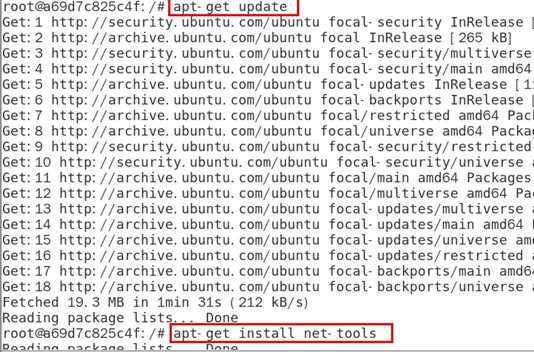 root@a69d7c825c4f:/# apt-get update
Get:1 http://security.ubuntu.com/ubuntu focal-security InRelease [
Get:2 http://archive.ubuntu.com/ubuntu focal InRelease [265 kB]
Get:3 http://security.ubuntu.com/ubuntu focal-security/multiverse
Get:4 http://security.ubuntu.com/ubuntu focal-security/main amd64
Get:5 http://archive.ubuntu.com/ubuntu focal-updates InRelease [1
Get:6 http://archive.ubuntu.com/ubuntu focal-backports InRelease [
Get:7 http://archive.ubuntu.com/ubuntu focal/restricted amd64 Pack
Get:8 http://archive.ubuntu.com/ubuntu focal/universe amd64 Packag
Get:9 http://security.ubuntu.com/ubuntu focal-security/restricted
Get:10 http://security.ubuntu.com/ubuntu focal-security/universe a
Get:11 http://archive.ubuntu.com/ubuntu focal/main amd64 Packages
Get:12 http://archive.ubuntu.com/ubuntu focal/multiverse amd64 Pac
Get:13 http://archive.ubuntu.com/ubuntu focal-updates/multiverse a
Get:14 http://archive.ubuntu.com/ubuntu focal-updates/main amd64 P
Get:15 http://archive.ubuntu.com/ubuntu focal-updates/universe amd
Get:16 http://archive.ubuntu.com/ubuntu focal-updates/restricted a
Get:17 http://archive.ubuntu.com/ubuntu focal-backports/main amd64
Get:18 http://archive.ubuntu.com/ubuntu focal-backports/universe a
Fetched 19.3 MB in 1min 31s (212 kB/s)
Reading package lists... Done
root@a69d7c825c4f:/# apt-get install net-tools
Reading package lists... Done